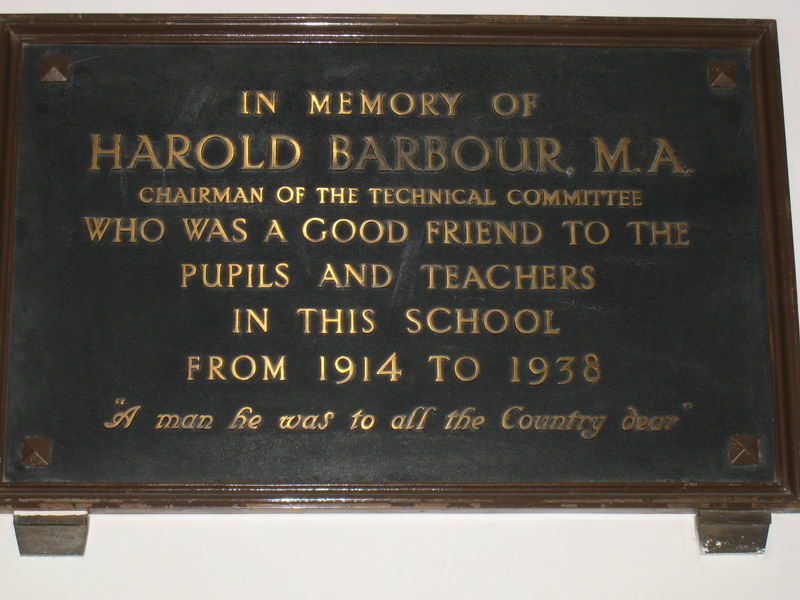 IN MEMORY OF
HAROLD BARBOUR, M.A.
CHAIRMAN OF THE TECHNICAL COMMITTEE
WHO WAS A GOOD FRIEND TO THE
PUPILS AND TEACHERS
IN THIS SCHOOL
FROM 1914 TO 1938
"A man he was to all the Country dear"